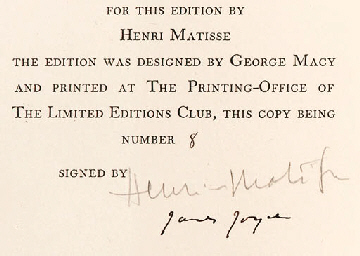 FOR THIS EDITION BY
HENRI MATISSE
THE EDITION WAS DESIGNED BY GEORGE MACY
AND PRINTED AT THE PRINTING-OFFICE OF
THE LIMITED EDITIONS CLUB, THIS COPY BEING
NUMBER 8
SIGNED BY
Henri-Matisse
James Joyce